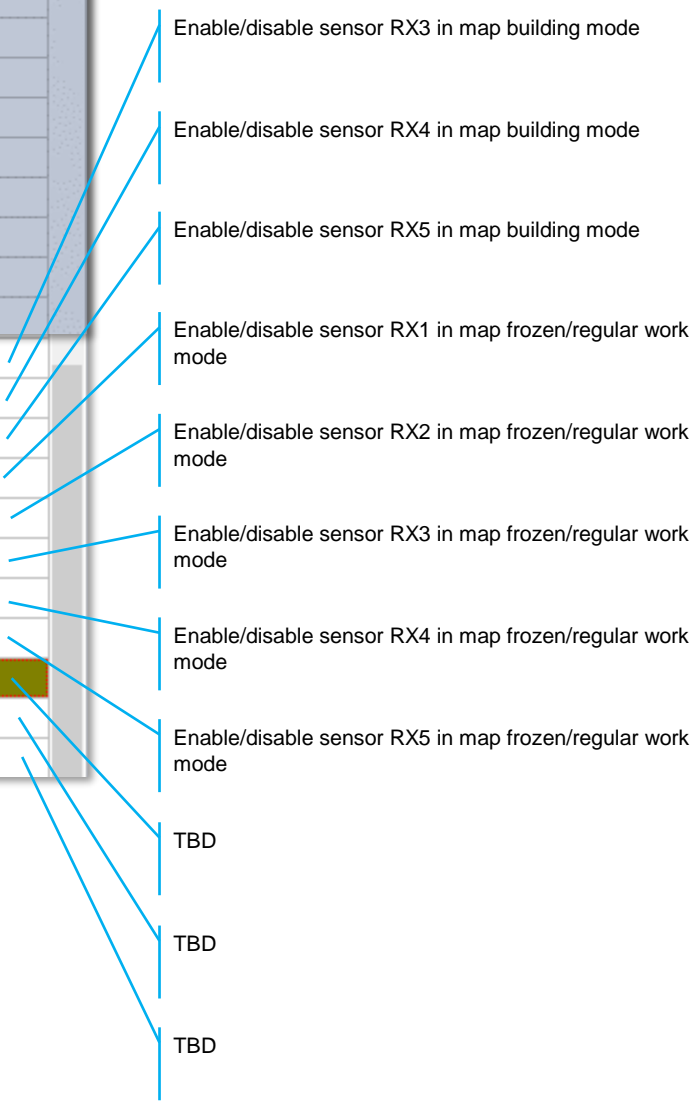 Enable/disable sensor RX3 in map building mode
Enable/disable sensor RX4 in map building mode
Enable/disable sensor RX5 in map building mode
Enable/disable sensor RX1 in map frozen/regular work
mode
Enable/disable sensor RX2 in map frozen/regular work
mode
Enable/disable sensor RX3 in map frozen/regular work
mode
Enable/disable sensor RX4 in map frozen/regular work
mode
Enable/disable sensor RX5 in map frozen/regular work
mode
TBD
TBD
TBD